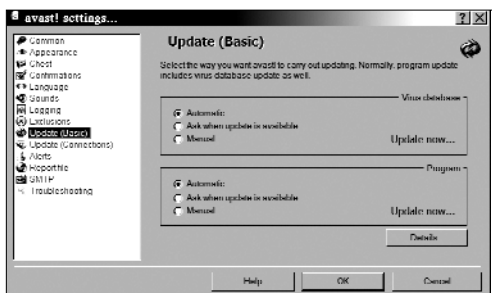 avast! settings...
Common
Appearance
Chest
Confirmations
Language
Sounds
Logging
Exclusions
Update (Basic)
Update (Connections)
Alerts
Report file
SMTP
Troubleshooting
Update (Basic)
Select the way you want avast! to carry out updating. Normally, program update
includes virus database update as well.
Virus database
Automatic
Ask when update is available
Manual
Update now...
Program
Automatic
Ask when update is available
Manual
Update now...
Details
Help
OK
Cancel